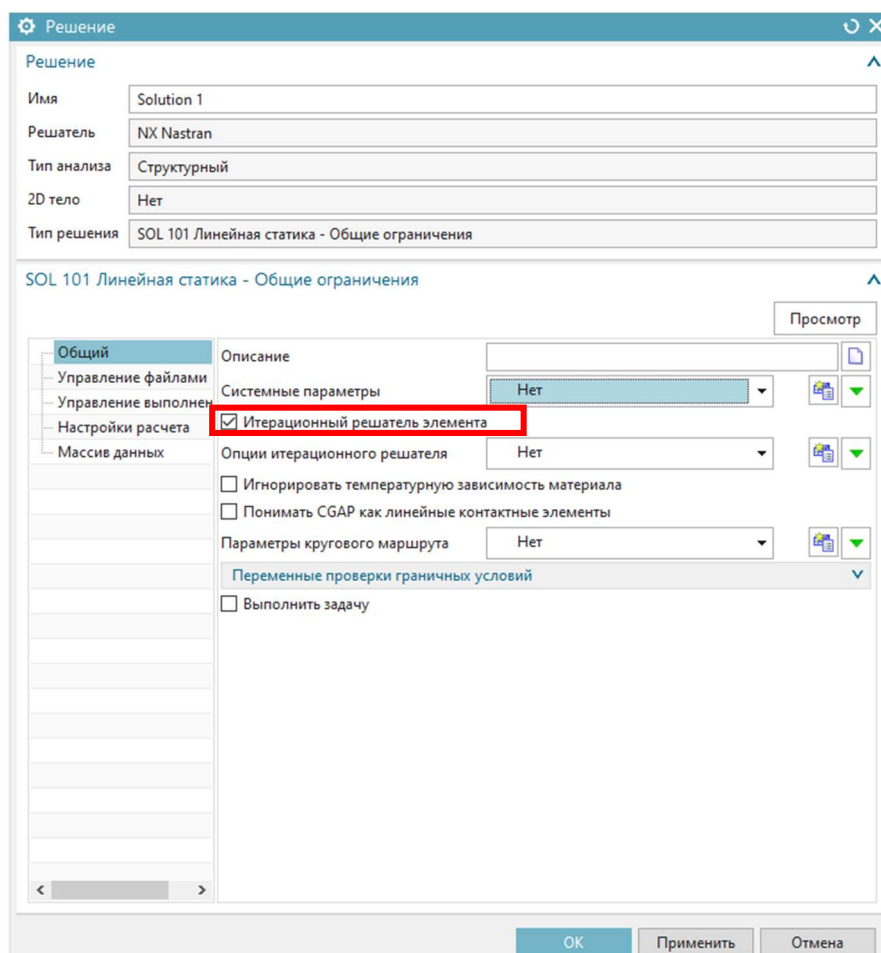 Решение
Решение
Имя Solution 1
Решатель NX Nastran
Тип анализа Структурный
2D тело Нет
Тип решения SOL 101 Линейная статика - Общие ограничения
SOL 101 Линейная статика - Общие ограничения
Просмотр
Общий
Управление файлами
Управление выполнен
Настройки расчета
Массив данных
Описание
Системные параметры Нет
Итерационный решатель элемента
Опции итерационного решателя Нет
Игнорировать температурную зависимость материала
Понимать CGAP как линейные контактные элементы
Параметры кругового маршрута Нет
Переменные проверки граничных условий
Выполнить задачу
ОК Применить Отмена